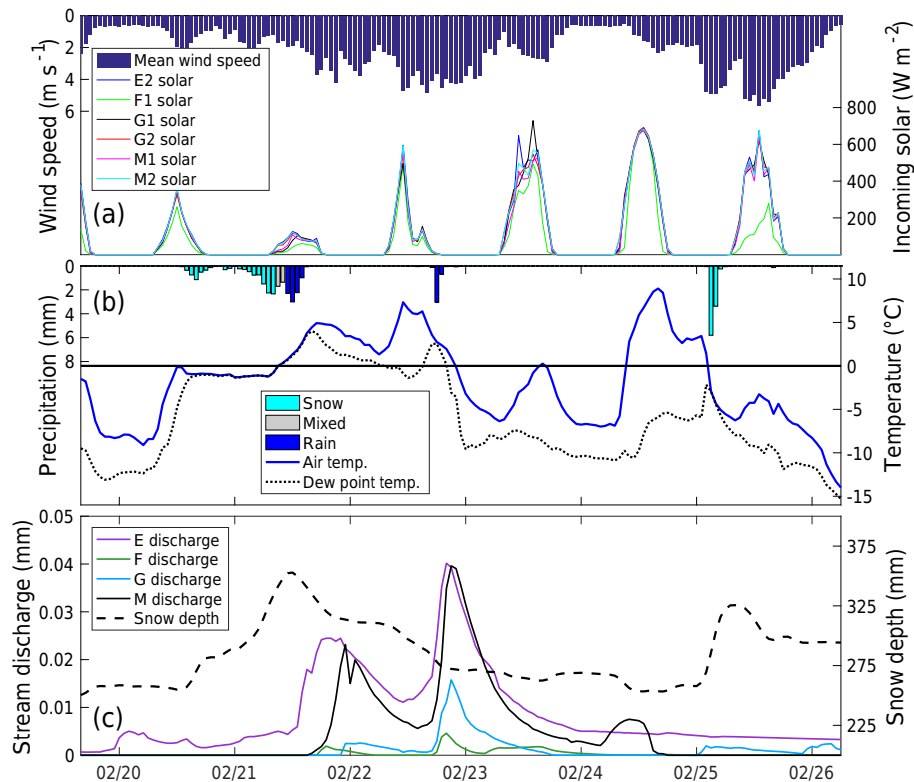 0
2
4
6
Wind speed (m s⁻¹)
Mean wind speed
E2 solar
F1 solar
G1 solar
G2 solar
M1 solar
M2 solar
(a)
800
600
400
200
Incoming solar (W m⁻²)
0
2
4
6
8
Precipitation (mm)
(b)
Snow
Mixed
Rain
Air temp.
Dew point temp.
10
5
0
-5
-10
-15
Temperature (°C)
0.05
0.04
0.03
0.02
0.01
0
Stream discharge (mm)
E discharge
F discharge
G discharge
M discharge
Snow depth
(c)
375
325
275
225
Snow depth (mm)
02/20 02/21 02/22 02/23 02/24 02/25 02/26